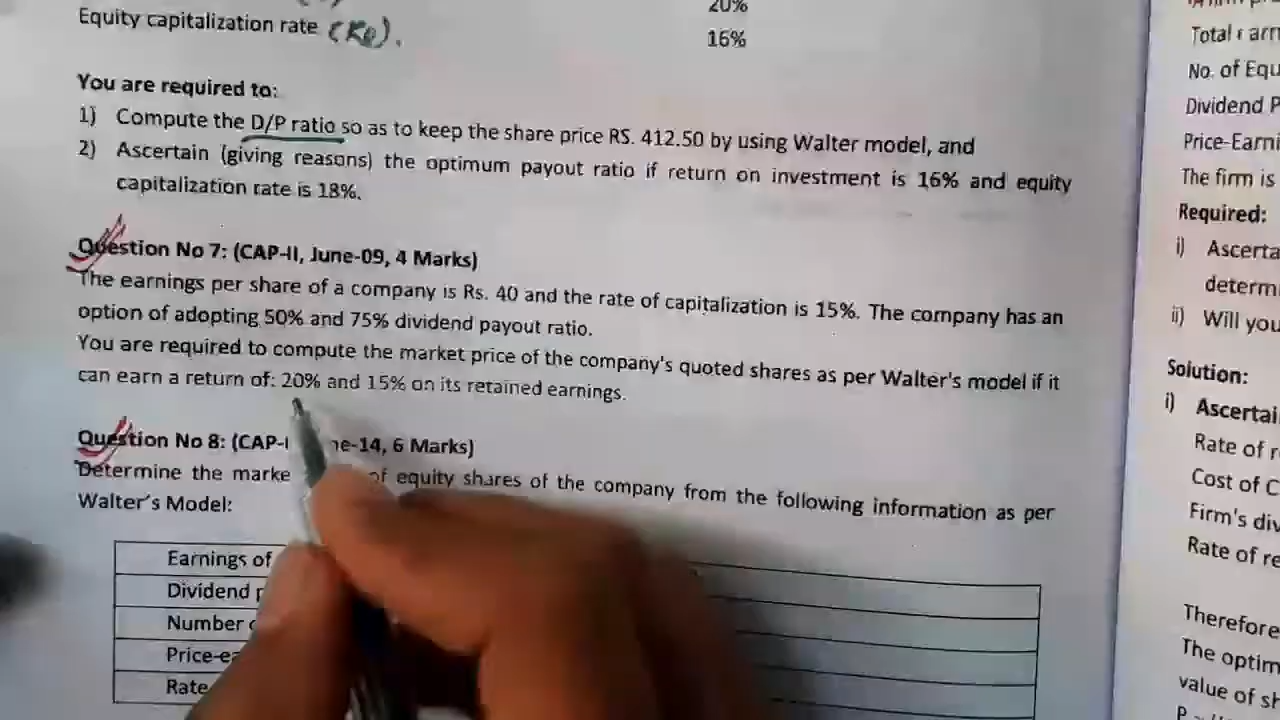 20%
Equity capitalization rate (Ke).
16%
You are required to:
1) Compute the D/P ratio so as to keep the share price RS. 412.50 by using Walter model, and
2) Ascertain (giving reasons) the optimum payout ratio if return on investment is 16% and equity
capitalization rate is 18%.
Question No 7: (CAP-II, June-09, 4 Marks)
The earnings per share of a company is Rs. 40 and the rate of capitalization is 15%. The company has an
option of adopting 50% and 75% dividend payout ratio.
You are required to compute the market price of the company's quoted shares as per Walter's model if it
can earn a return of: 20% and 15% on its retained earnings.
Question No 8: (CAP-I ne-14, 6 Marks)
Determine the marke of equity shares of the company from the following information as per
Walter's Model:
Earnings of
Dividend p
Number
Price-ea
Rate
Total
No. of Equ
Dividend P
Price-Earni
The firm is
Required:
i) Ascerta
determ
ii) Will you
Solution:
i) Ascertai
Rate of r
Cost of C
Firm's div
Rate of re
Therefore
The optim
value of sh